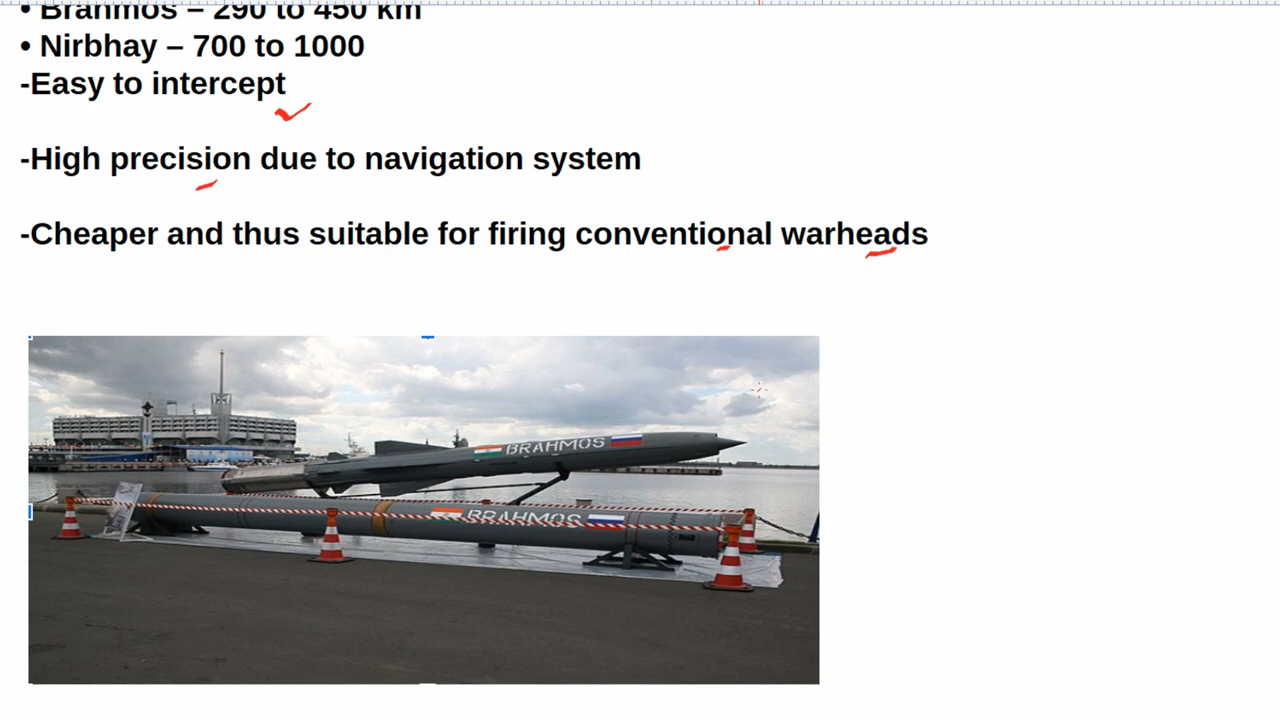 • Brahmos – 290 to 450 km
• Nirbhay – 700 to 1000
-Easy to intercept
-High precision due to navigation system
-Cheaper and thus suitable for firing conventional warheads
BRAHMOS
BRAHMOS